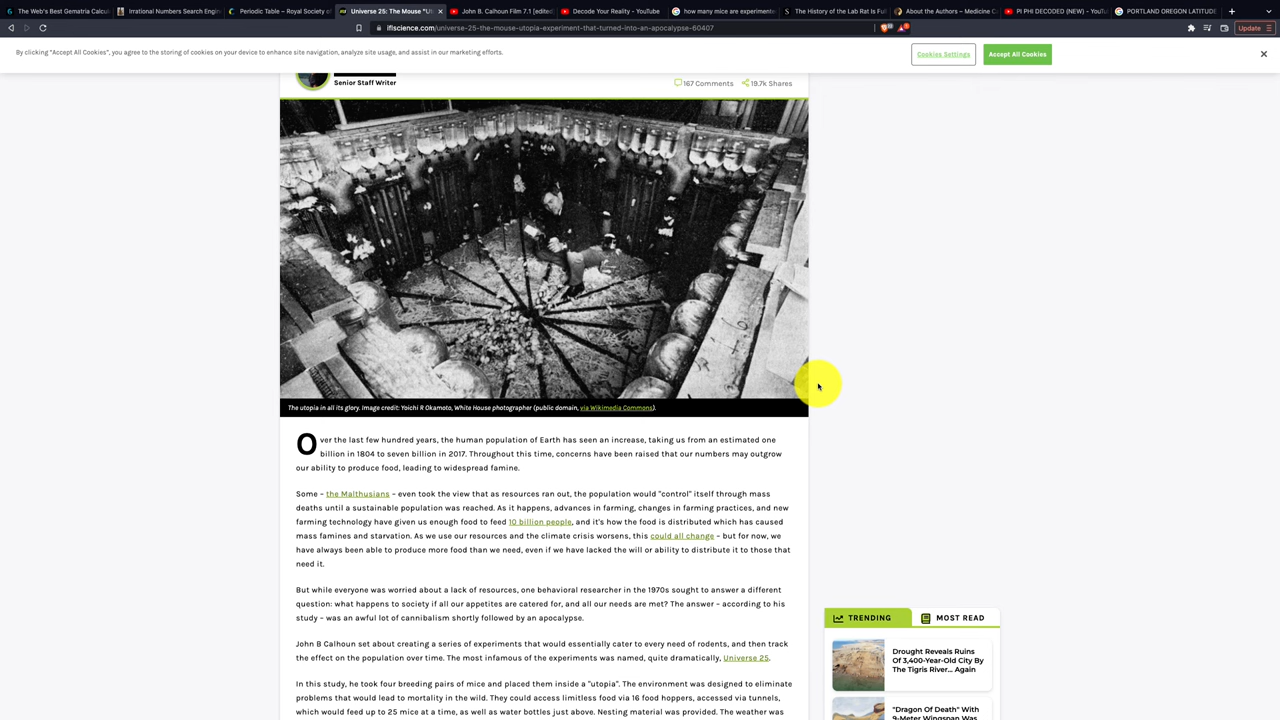 The Web's Best Gematria Calcula
Irrational Numbers Search Engin
Periodic Table – Royal Society of
Universe 25: The Mouse "Ut
John B. Calhoun Film 7.1 [edited
Decode Your Reality - YouTube
how many mice are experimente
The History of the Lab Rat Is Full
About the Authors – Medicine C
PI PHI DECODED (NEW) - YouTu
PORTLAND OREGON LATITUDE
iflscience.com/universe-25-the-mouse-utopia-experiment-that-turned-into-an-apocalypse-60407
Update
By clicking "Accept All Cookies", you agree to the storing of cookies on your device to enhance site navigation, analyze site usage, and assist in our marketing efforts.
Cookies Settings
Accept All Cookies
Senior Staff Writer
167 Comments
19.7k Shares
The utopia in all its glory. Image credit: Yoichi R Okamoto, White House photographer (public domain, via Wikimedia Commons).
Over the last few hundred years, the human population of Earth has seen an increase, taking us from an estimated one
billion in 1804 to seven billion in 2017. Throughout this time, concerns have been raised that our numbers may outgrow
our ability to produce food, leading to widespread famine.
Some – the Malthusians – even took the view that as resources ran out, the population would "control" itself through mass
deaths until a sustainable population was reached. As it happens, advances in farming, changes in farming practices, and new
farming technology have given us enough food to feed 10 billion people, and it's how the food is distributed which has caused
mass famines and starvation. As we use our resources and the climate crisis worsens, this could all change – but for now, we
have always been able to produce more food than we need, even if we have lacked the will or ability to distribute it to those that
need it.
But while everyone was worried about a lack of resources, one behavioral researcher in the 1970s sought to answer a different
question: what happens to society if all our appetites are catered for, and all our needs are met? The answer – according to his
study – was an awful lot of cannibalism shortly followed by an apocalypse.
John B Calhoun set about creating a series of experiments that would essentially cater to every need of rodents, and then track
the effect on the population over time. The most infamous of the experiments was named, quite dramatically, Universe 25.
In this study, he took four breeding pairs of mice and placed them inside a "utopia". The environment was designed to eliminate
problems that would lead to mortality in the wild. They could access limitless food via 16 food hoppers, accessed via tunnels,
which would feed up to 25 mice at a time, as well as water bottles just above. Nesting material was provided. The weather was
TRENDING
MOST READ
Drought Reveals Ruins
Of 3,400-Year-Old City By
The Tigris River... Again
"Dragon Of Death" With
9-Meter Wingspan Was